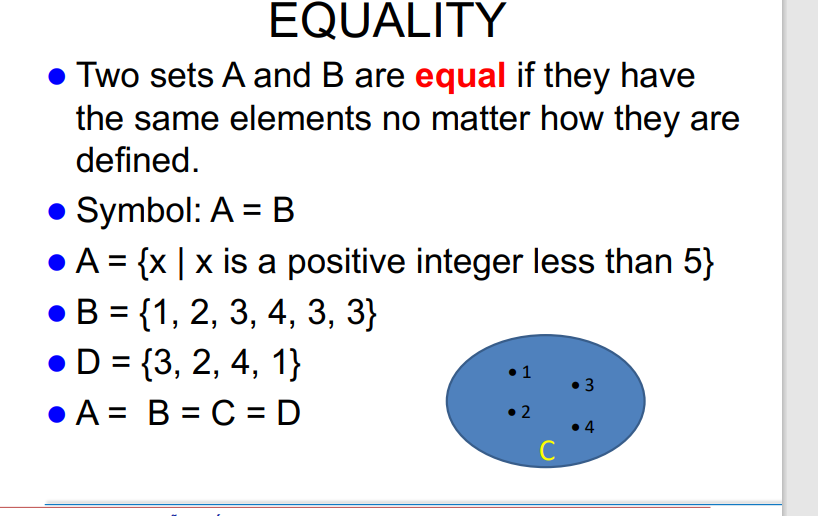 EQUALITY
● Two sets A and B are equal if they have
the same elements no matter how they are
defined.
● Symbol: A = B
● A = {x | x is a positive integer less than 5}
● B = {1, 2, 3, 4, 3, 3}
● D = {3, 2, 4, 1}
● A = B = C = D
• 1
• 3
• 2
• 4
C